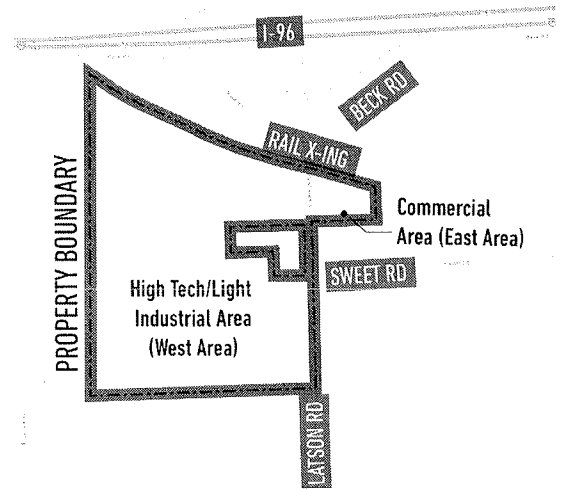 I-96
BECK RD
RAIL X-ING
PROPERTY BOUNDARY
Commercial
Area (East Area)
SWEET RD
High Tech/Light
Industrial Area
(West Area)
LATSON RD